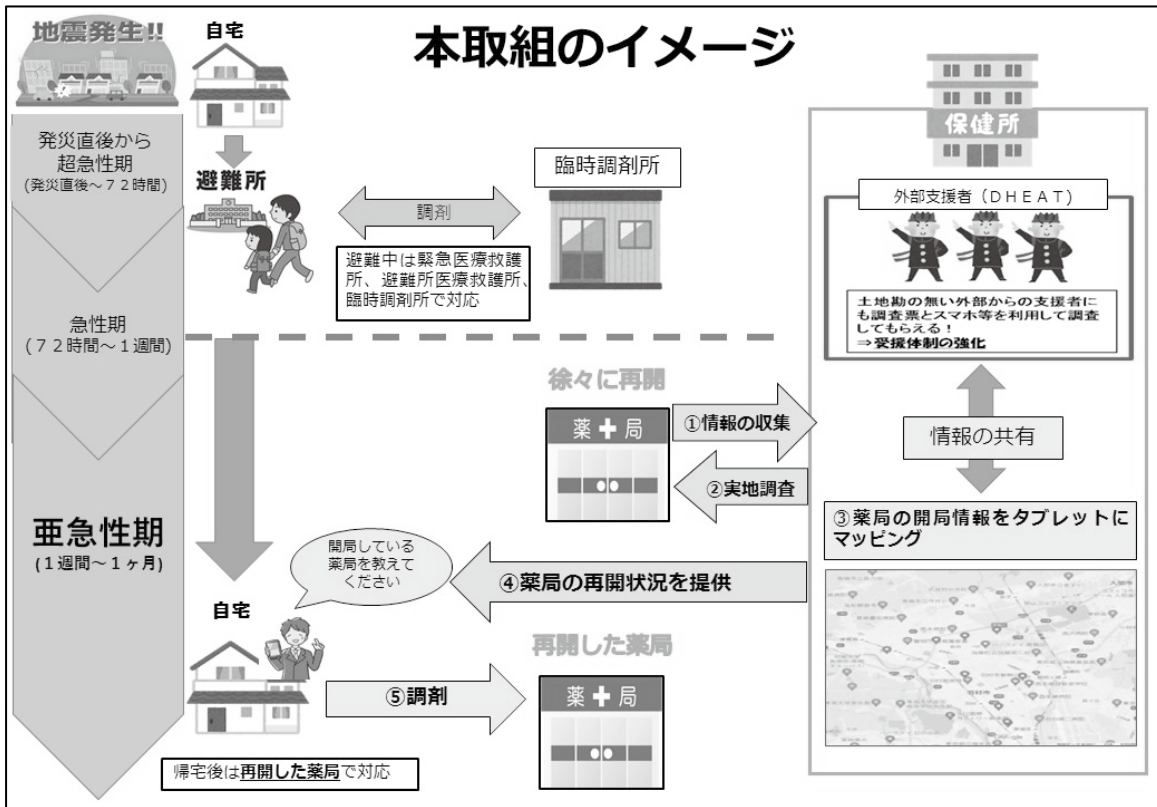 本取組のイメージ
地震発生!!
自宅
発災直後から
超急性期
(発災直後～７２時間)
避難所
調剤
臨時調剤所
避難中は緊急医療救護
所、避難所医療救護所、
臨時調剤所で対応
保健所
外部支援者（ＤＨＥＡＴ）
土地勘の無い外部からの支援者に
も調査票とスマホ等を利用して調査
してもらえる！
⇒受援体制の強化
急性期
(７２時間～１週間)
徐々に再開
薬局
①情報の収集
②実地調査
情報の共有
③薬局の開局情報をタブレットに
マッピング
亜急性期
(１週間～１ヶ月)
開局している
薬局を教えて
ください
④薬局の再開状況を提供
自宅
再開した薬局
⑤調剤
薬局
帰宅後は再開した薬局で対応